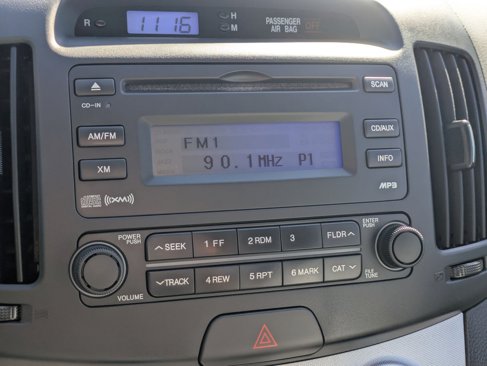 R 11:16 H M PASSENGER AIR BAG OFF
SCAN
CD-IN
AM/FM
CD/AUX
FM1
90.1MHz P1
XM
INFO
XM
MP3
POWER PUSH
SEEK 1 FF 2 RDM 3 FLDR
ENTER PUSH
TRACK 4 REW 5 RPT 6 MARK CAT
VOLUME
FILE TUNE